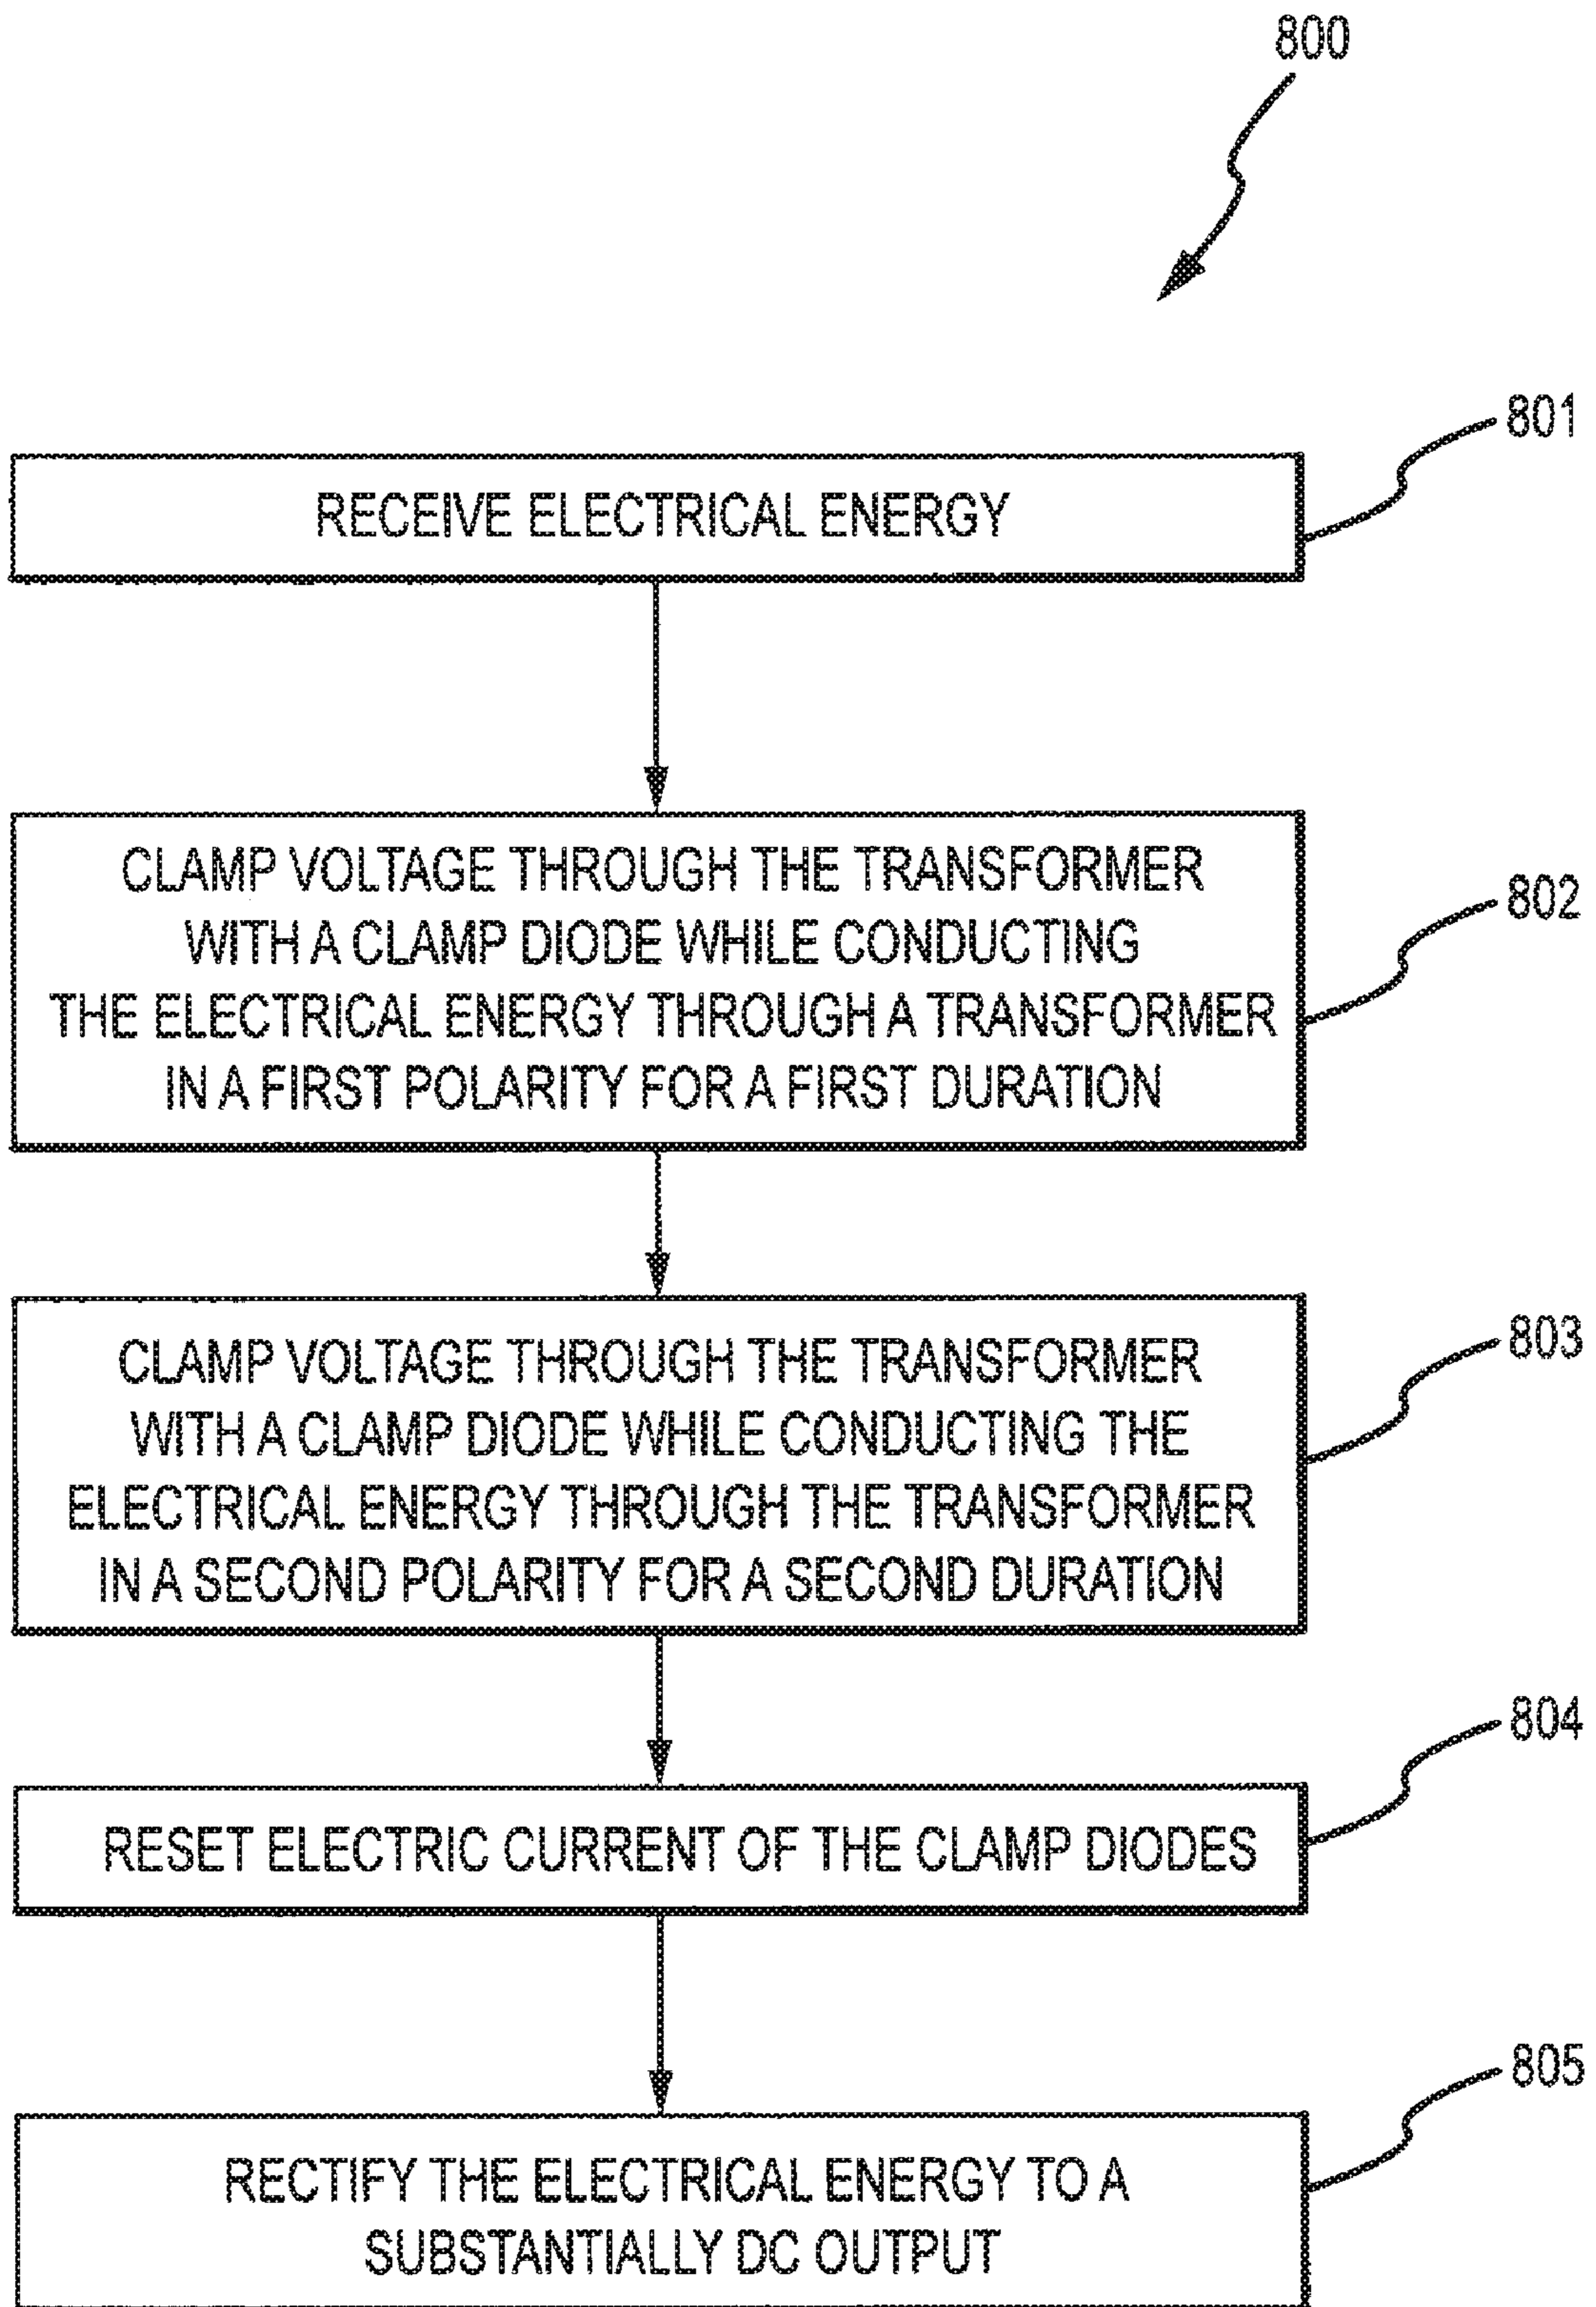 800
801
RECEIVE ELECTRICAL ENERGY
802
CLAMP VOLTAGE THROUGH THE TRANSFORMER
WITH A CLAMP DIODE WHILE CONDUCTING
THE ELECTRICAL ENERGY THROUGH A TRANSFORMER
IN A FIRST POLARITY FOR A FIRST DURATION
803
CLAMP VOLTAGE THROUGH THE TRANSFORMER
WITH A CLAMP DIODE WHILE CONDUCTING THE
ELECTRICAL ENERGY THROUGH THE TRANSFORMER
IN A SECOND POLARITY FOR A SECOND DURATION
804
RESET ELECTRIC CURRENT OF THE CLAMP DIODES
805
RECTIFY THE ELECTRICAL ENERGY TO A
SUBSTANTIALLY DC OUTPUT